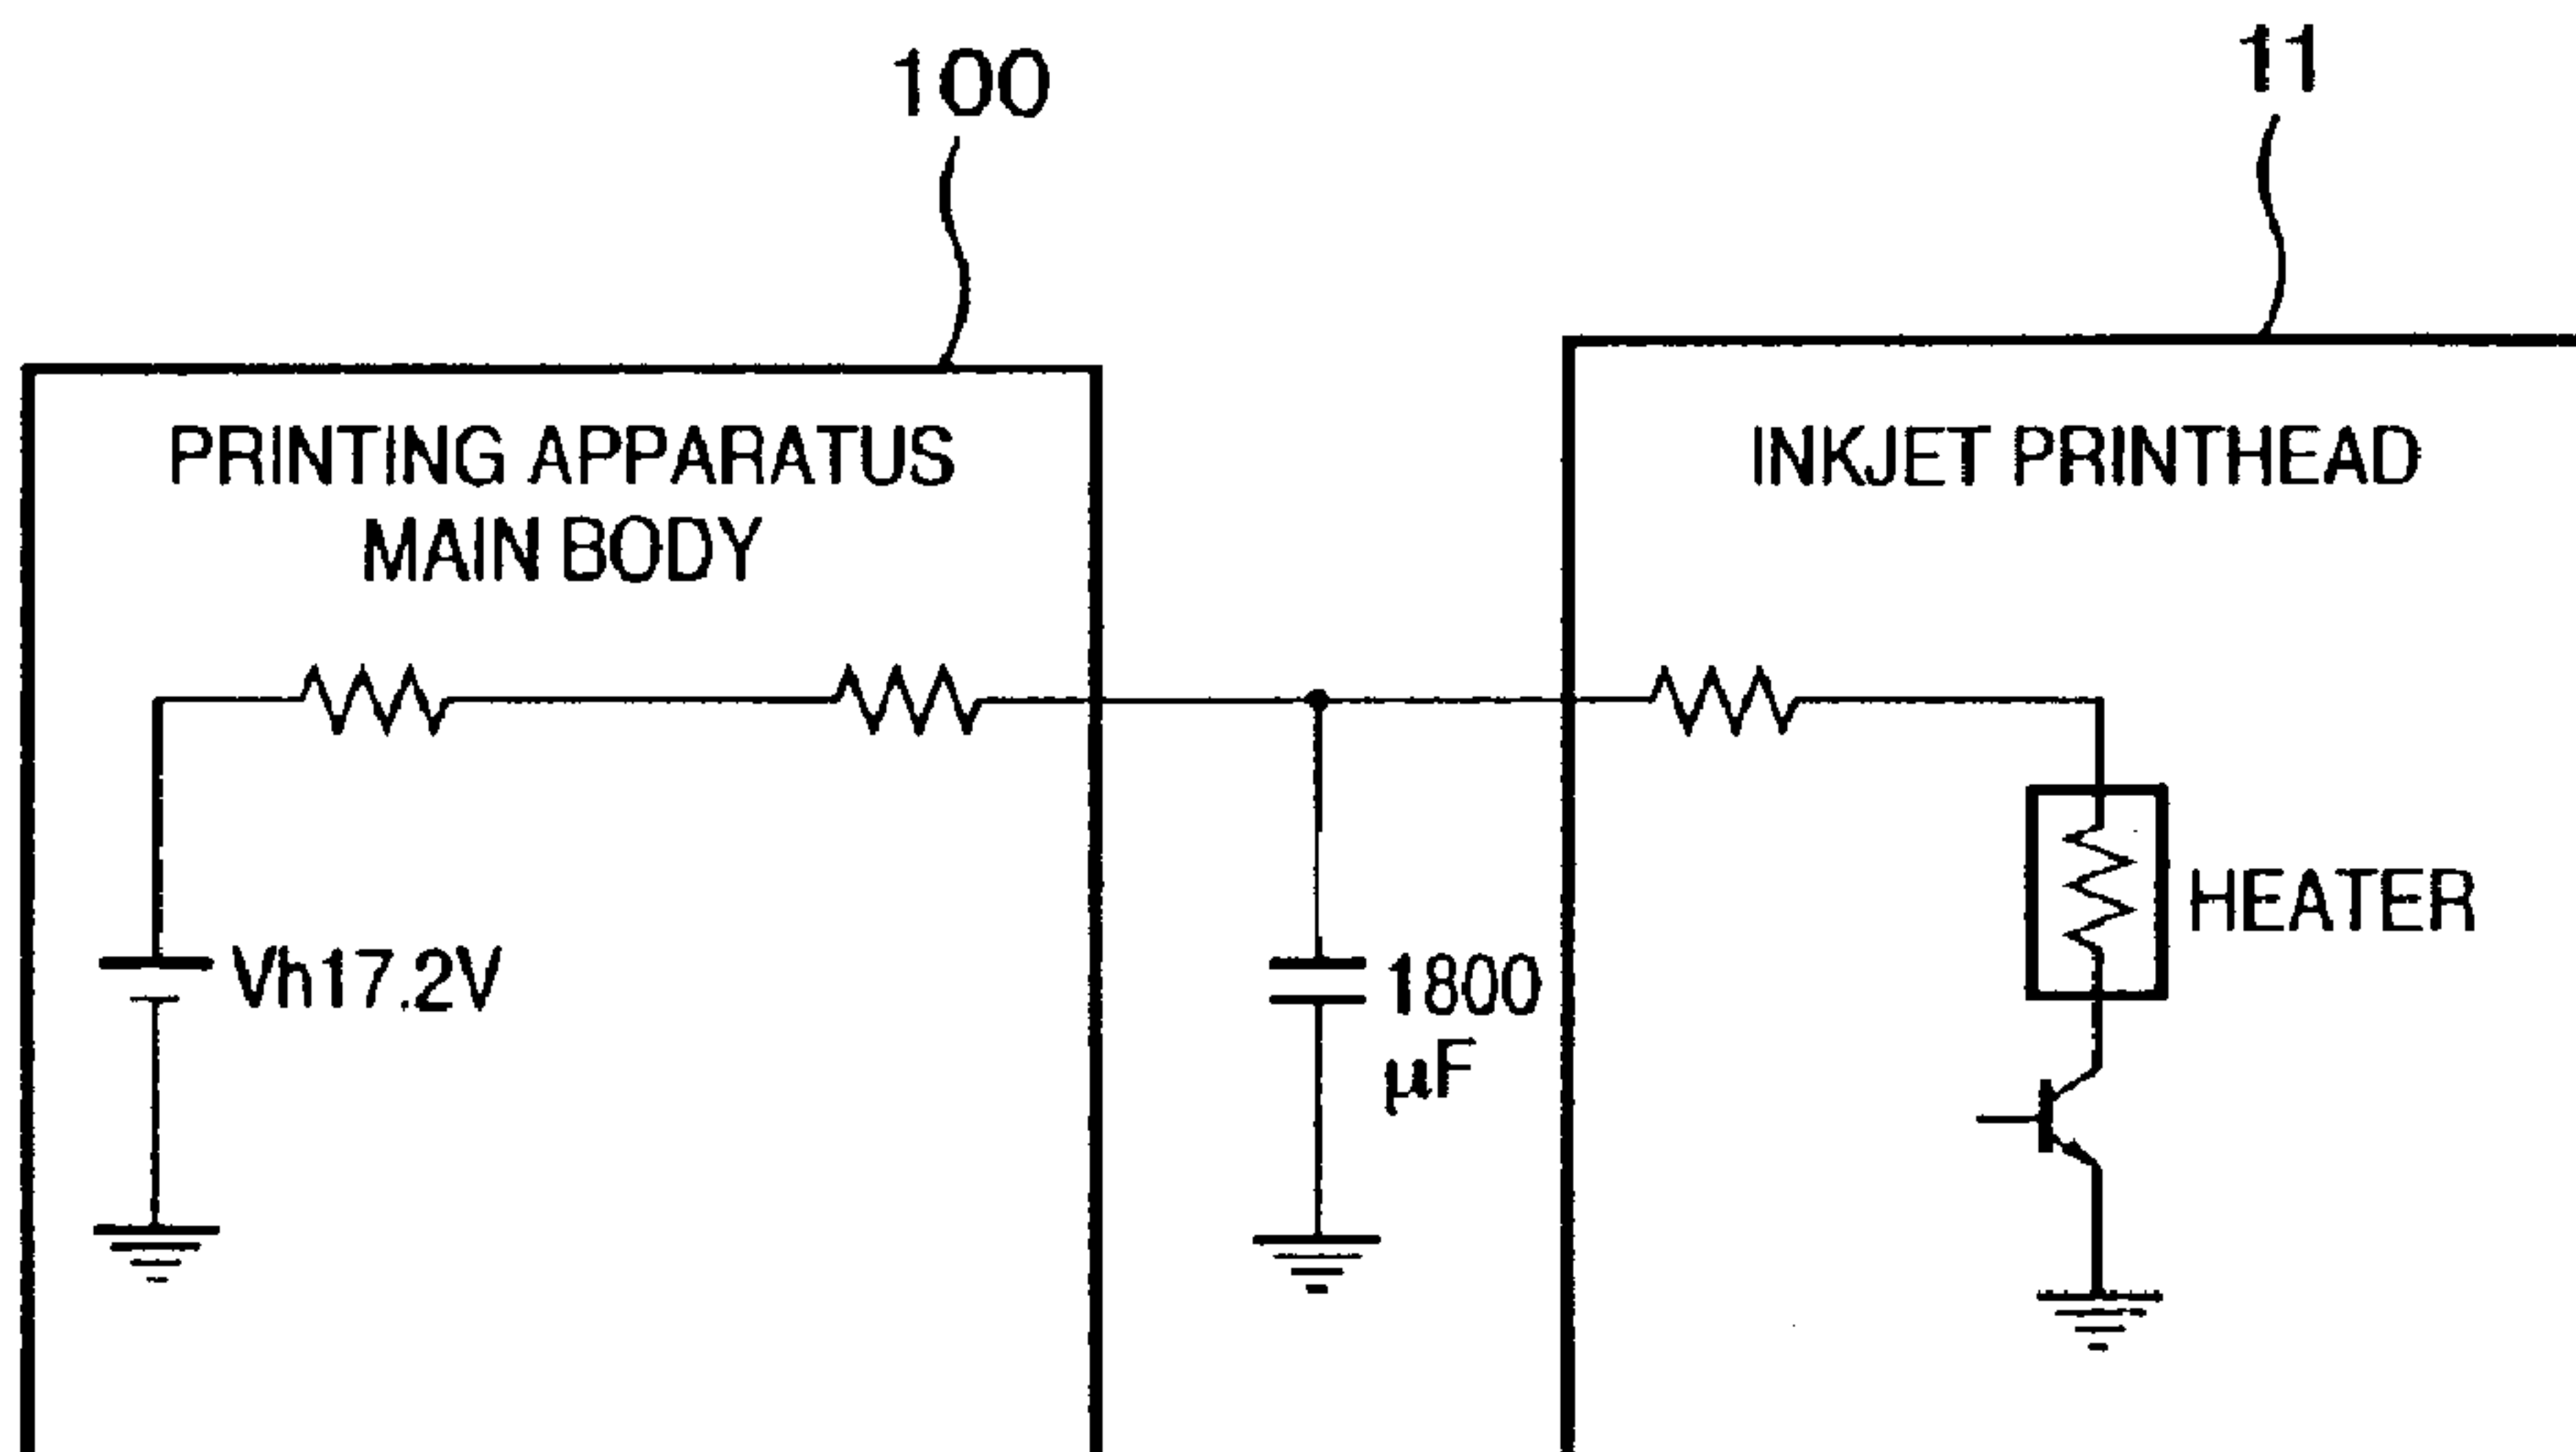 100
11
PRINTING APPARATUS
MAIN BODY
INKJET PRINTHEAD
Vh17.2V
1800
µF
HEATER